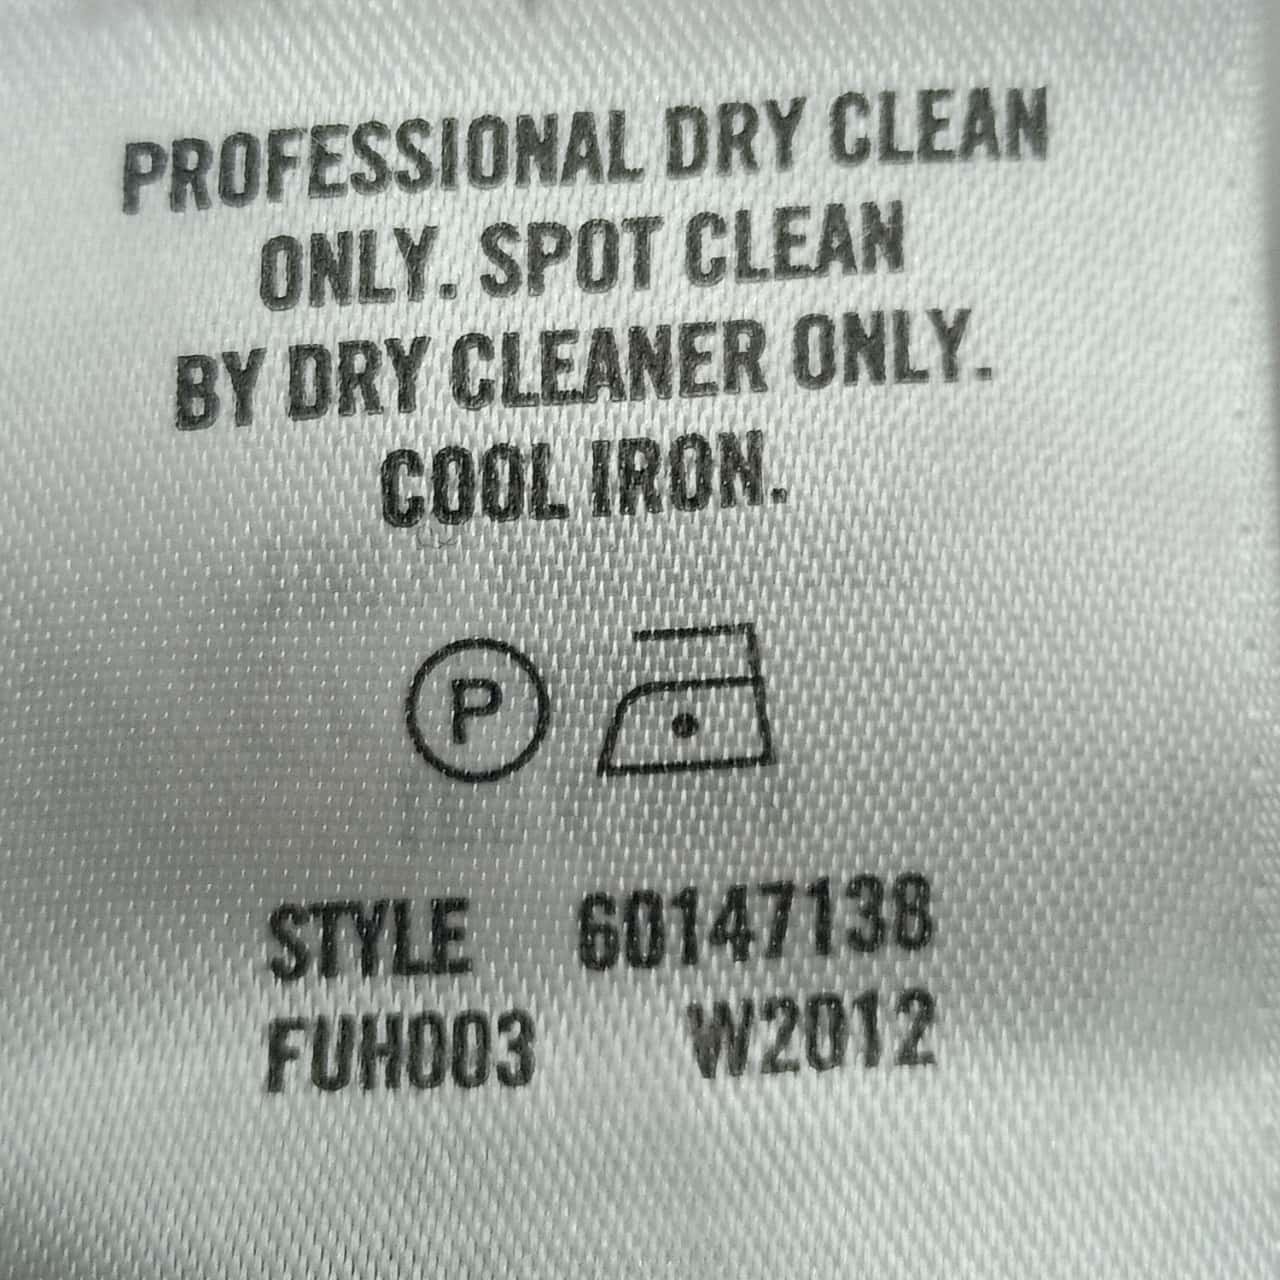 PROFESSIONAL DRY CLEAN
ONLY. SPOT CLEAN
BY DRY CLEANER ONLY.
COOL IRON.
P
STYLE 60147138
FUH003 W2012